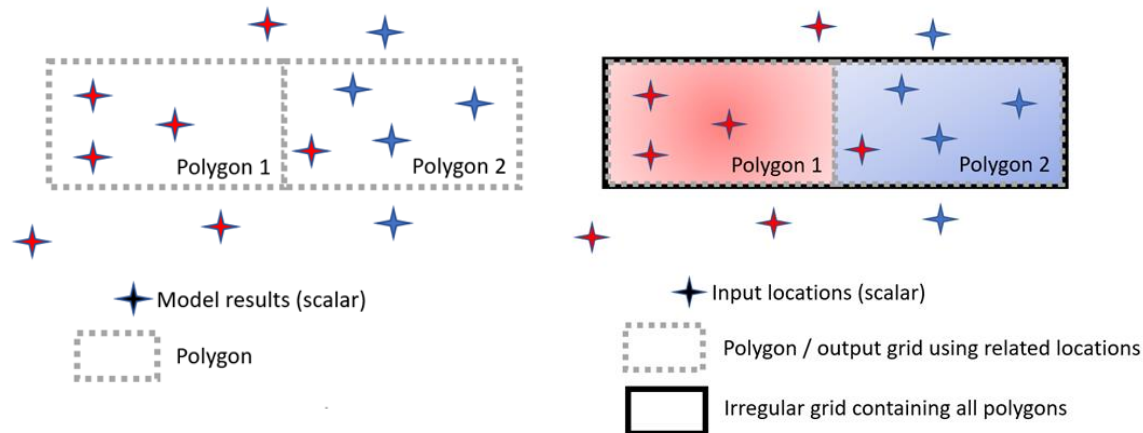 Polygon 1
Polygon 2
Model results (scalar)
Polygon
Polygon 1
Polygon 2
Input locations (scalar)
Polygon / output grid using related locations
Irregular grid containing all polygons